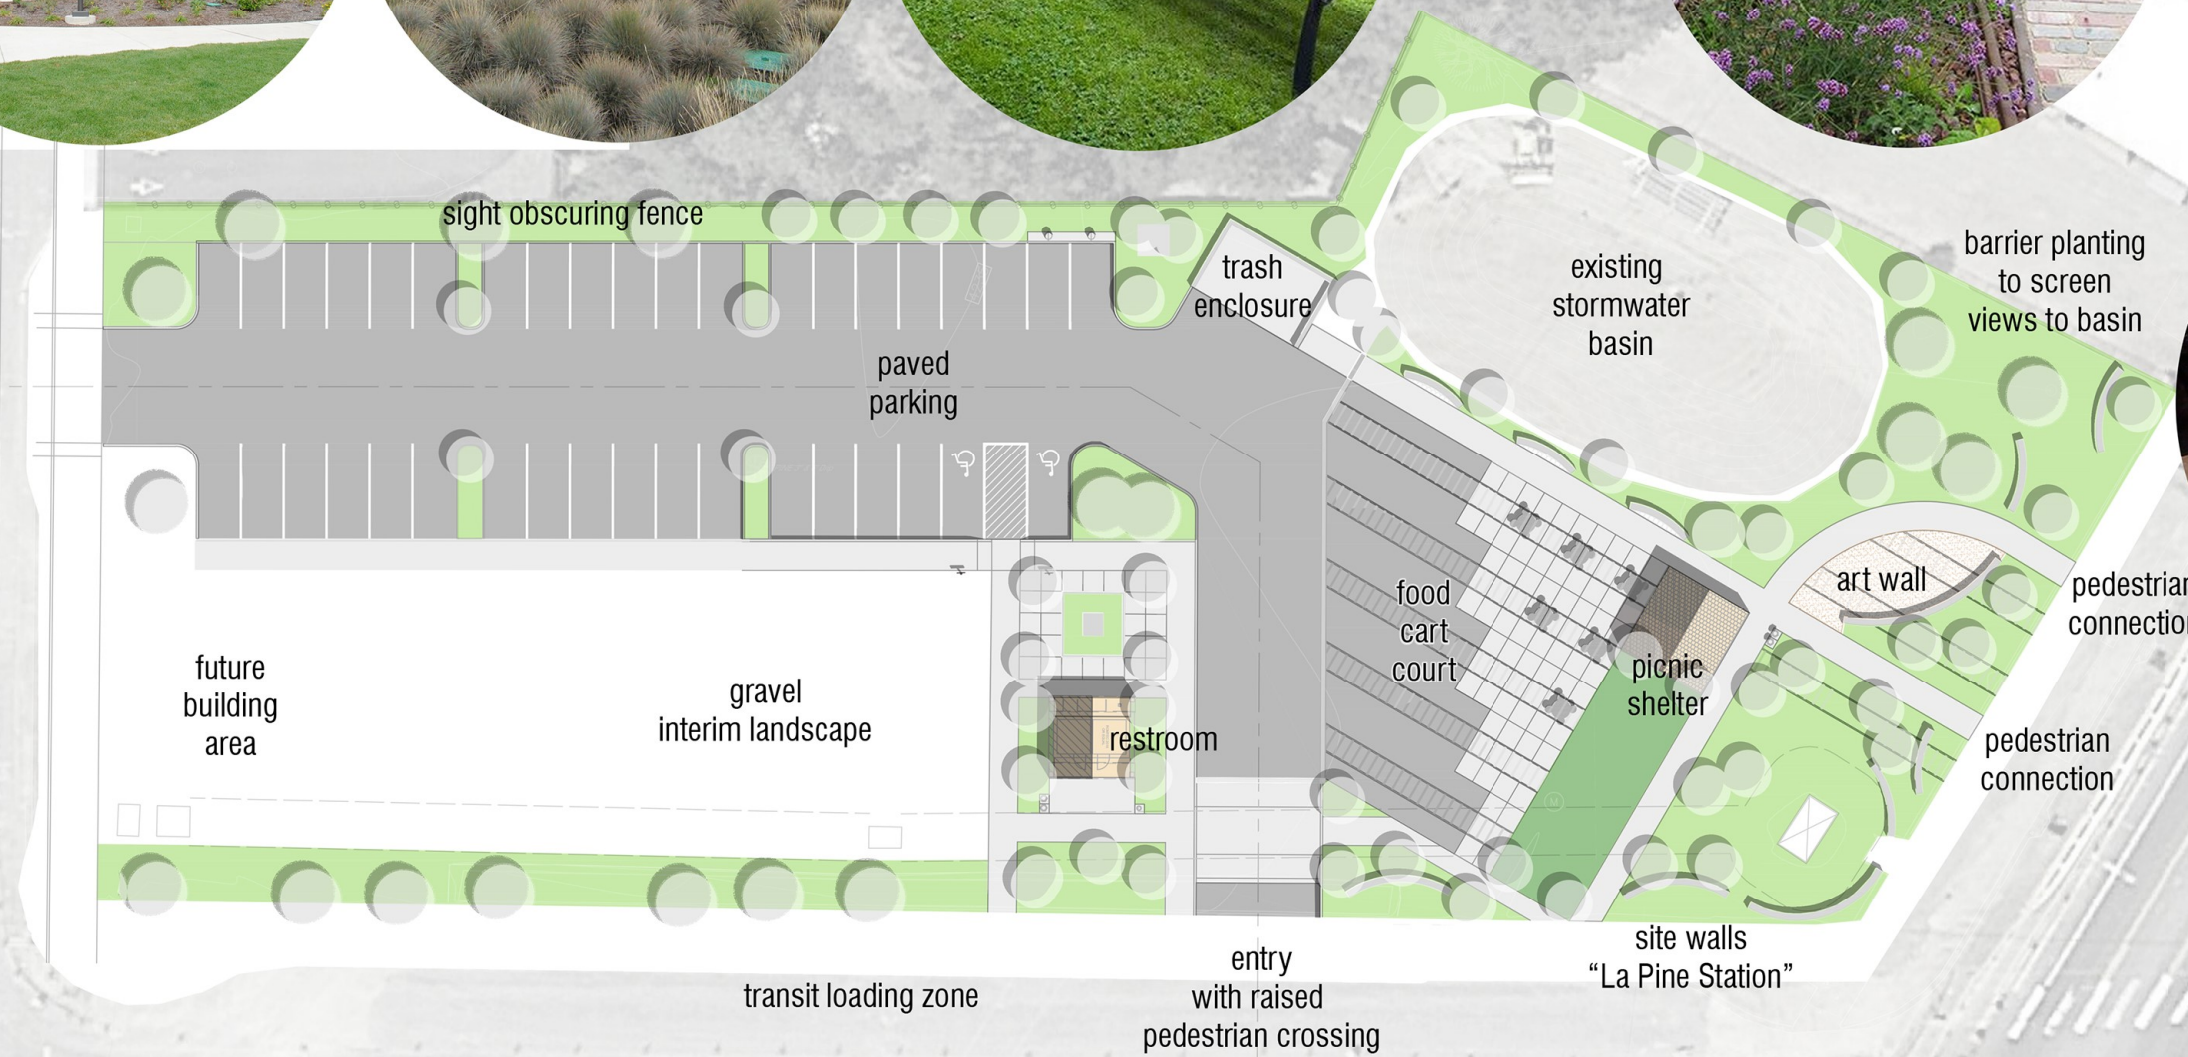 sight obscuring fence
trash
enclosure
existing
stormwater
basin
barrier planting
to screen
views to basin
paved
parking
food
cart
court
art wall
pedestrian
connection
picnic
shelter
future
building
area
gravel
interim landscape
restroom
pedestrian
connection
M
site walls
“La Pine Station”
entry
with raised
pedestrian crossing
transit loading zone